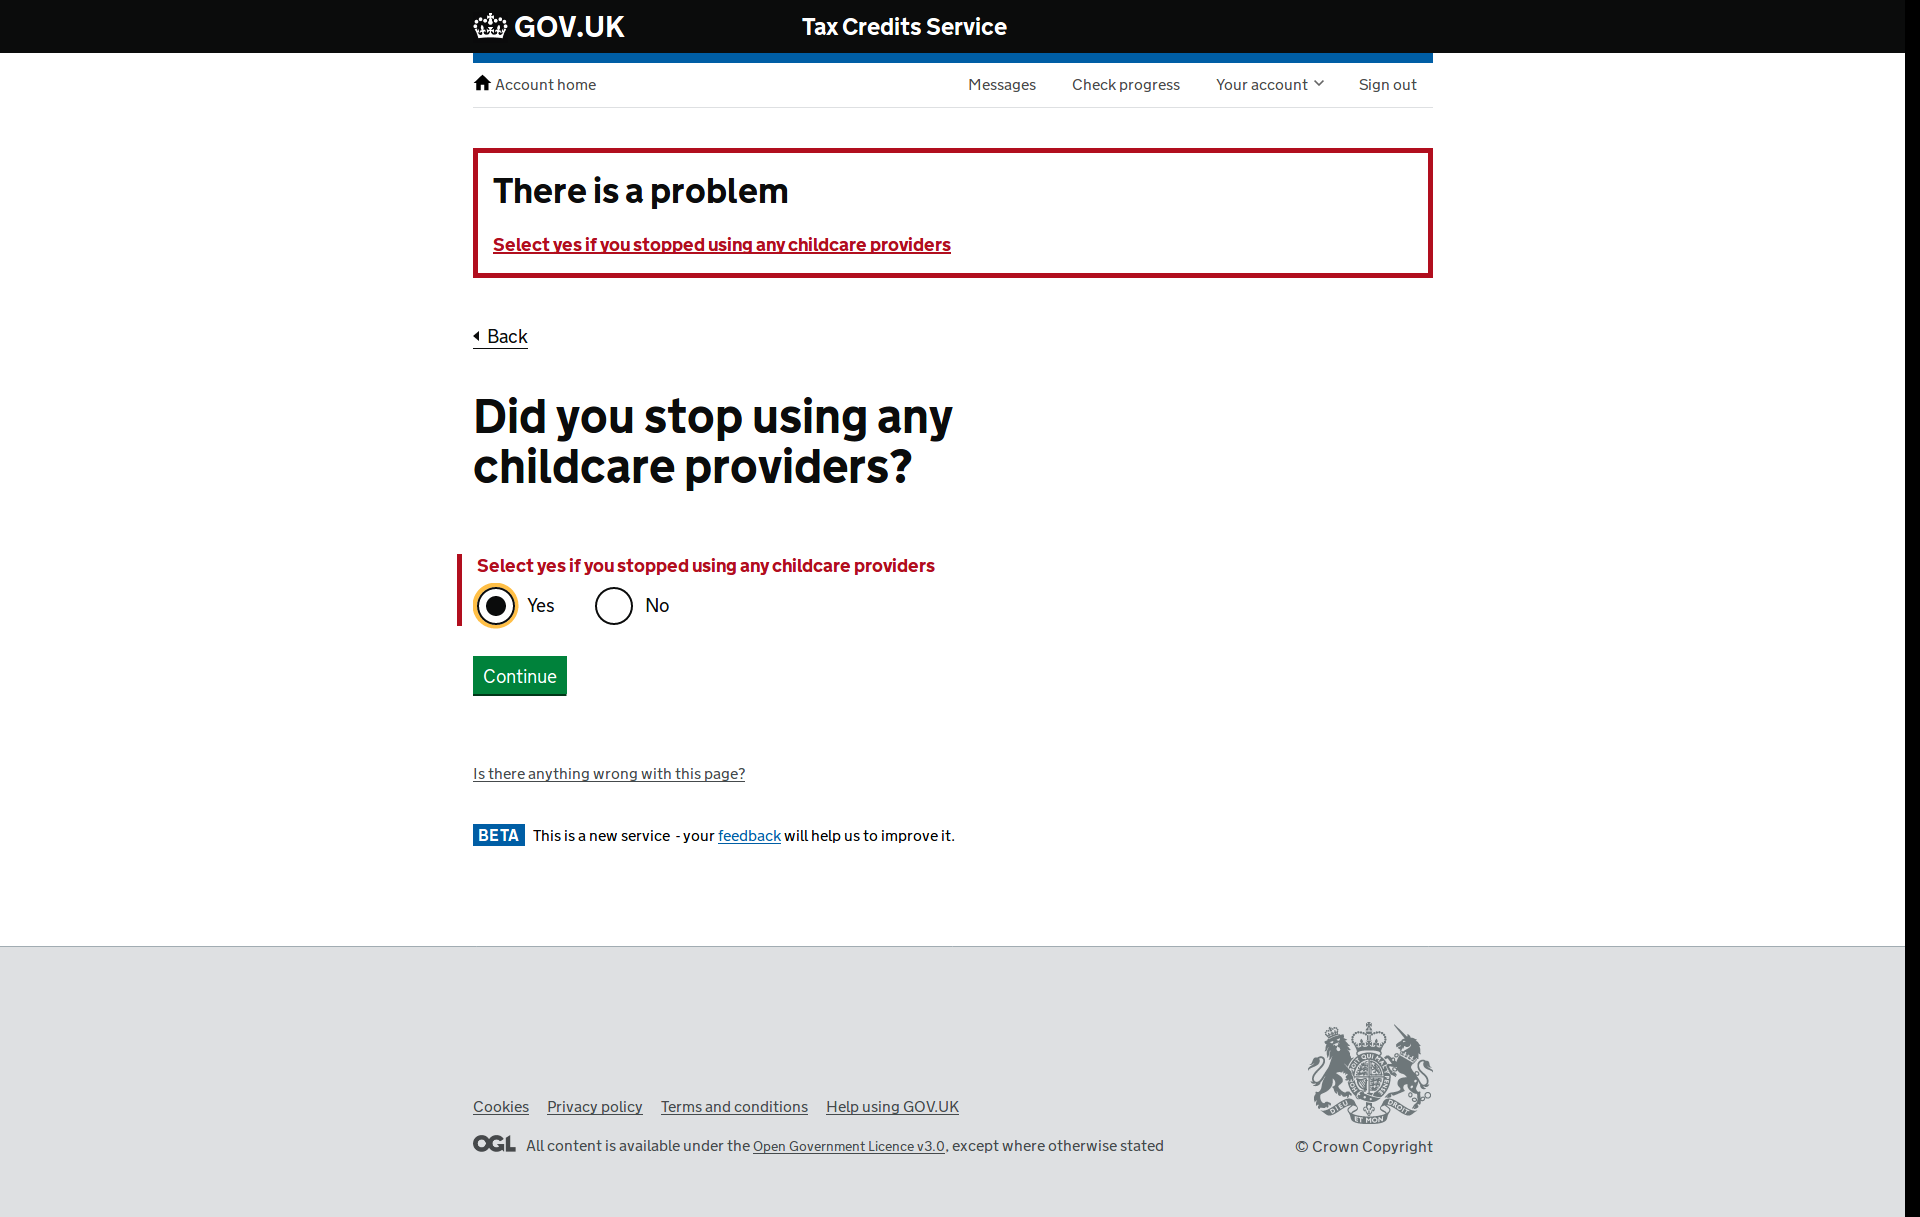 GOV.UK
Tax Credits Service
Account home
Messages
Check progress
Your account
Sign out
There is a problem
Select yes if you stopped using any childcare providers
Back
Did you stop using any
childcare providers?
Select yes if you stopped using any childcare providers
Yes
No
Continue
Is there anything wrong with this page?
BETA This is a new service - your feedback will help us to improve it.
Cookies
Privacy policy
Terms and conditions
Help using GOV.UK
OGL All content is available under the Open Government Licence v3.0, except where otherwise stated
© Crown Copyright